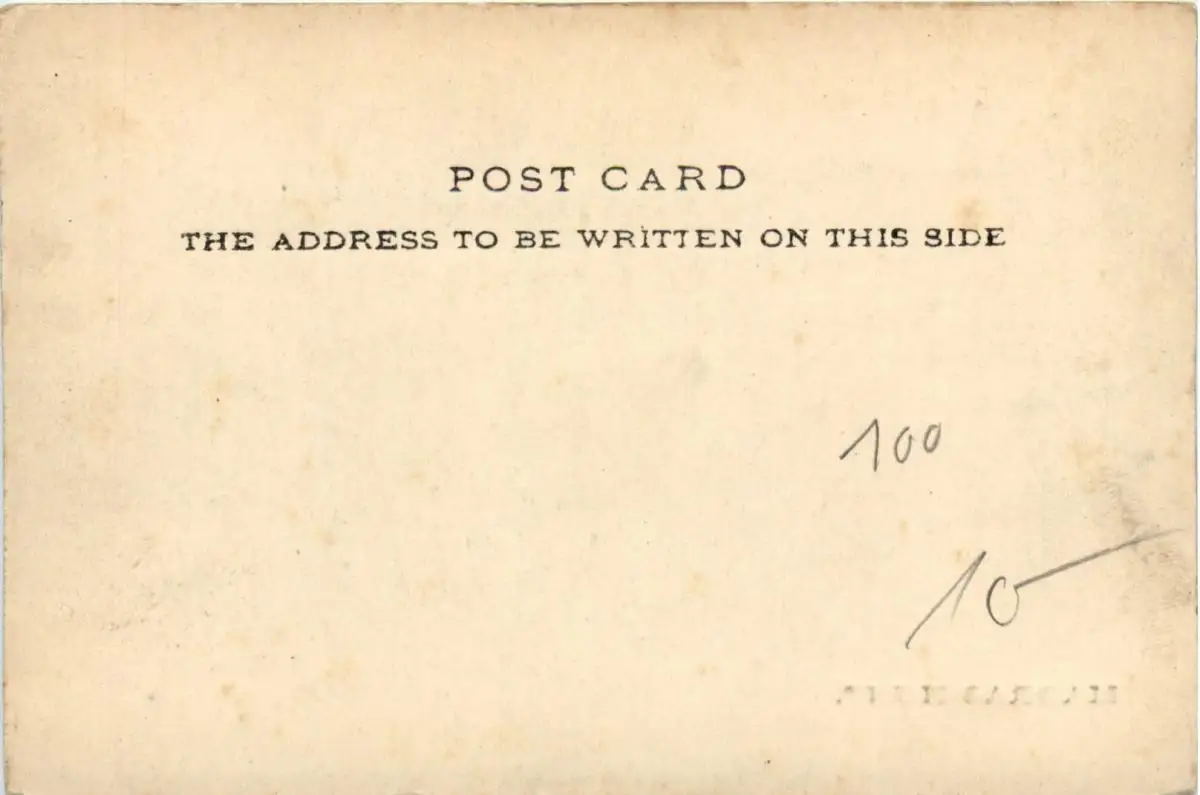 POST CARD
THE ADDRESS TO BE WRITTEN ON THIS SIDE
100
10